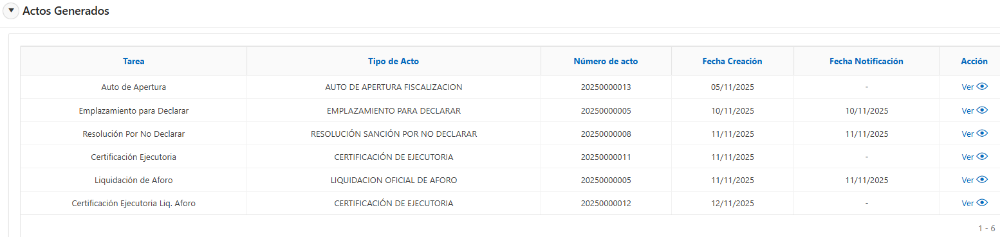 Actos Generados
Tarea Tipo de Acto Número de acto Fecha Creación Fecha Notificación Acción
Auto de Apertura AUTO DE APERTURA FISCALIZACION 20250000013 05/11/2025 - Ver
Emplazamiento para Declarar EMPLAZAMIENTO PARA DECLARAR 20250000005 10/11/2025 10/11/2025 Ver
Resolución Por No Declarar RESOLUCIÓN SANCIÓN POR NO DECLARAR 20250000008 11/11/2025 11/11/2025 Ver
Certificación Ejecutoria CERTIFICACIÓN DE EJECUTORIA 20250000011 11/11/2025 - Ver
Liquidación de Aforo LIQUIDACION OFICIAL DE AFORO 20250000005 11/11/2025 11/11/2025 Ver
Certificación Ejecutoria Liq. Aforo CERTIFICACIÓN DE EJECUTORIA 20250000012 12/11/2025 - Ver
1 - 6